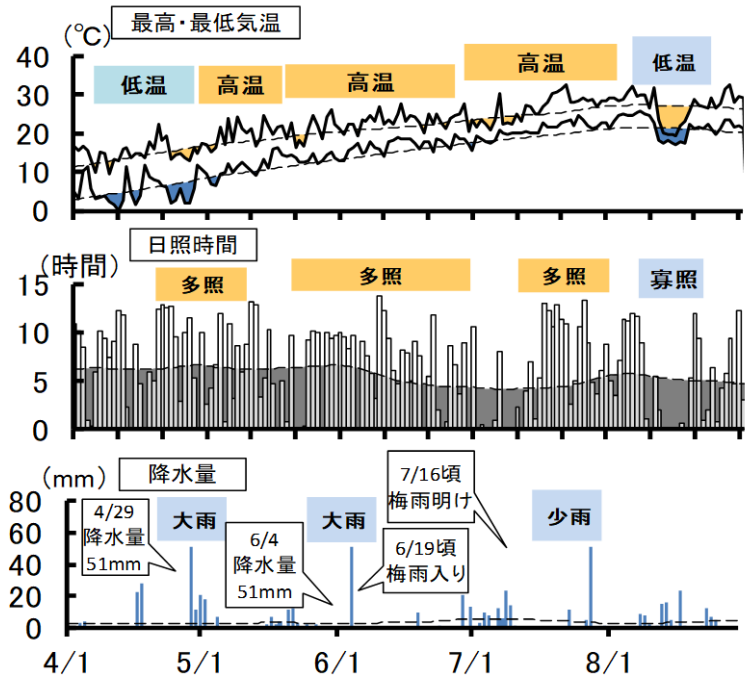 最高・最低気温
(℃)
40
30
20
10
0
低温
高温
高温
高温
低温
日照時間
(時間)
15
10
5
0
多照
多照
多照
寡照
降水量
(mm)
80
60
40
20
0
4/29
降水量
51mm
大雨
6/4
降水量
51mm
大雨
6/19頃
梅雨入り
7/16頃
梅雨明け
少雨
4/1
5/1
6/1
7/1
8/1